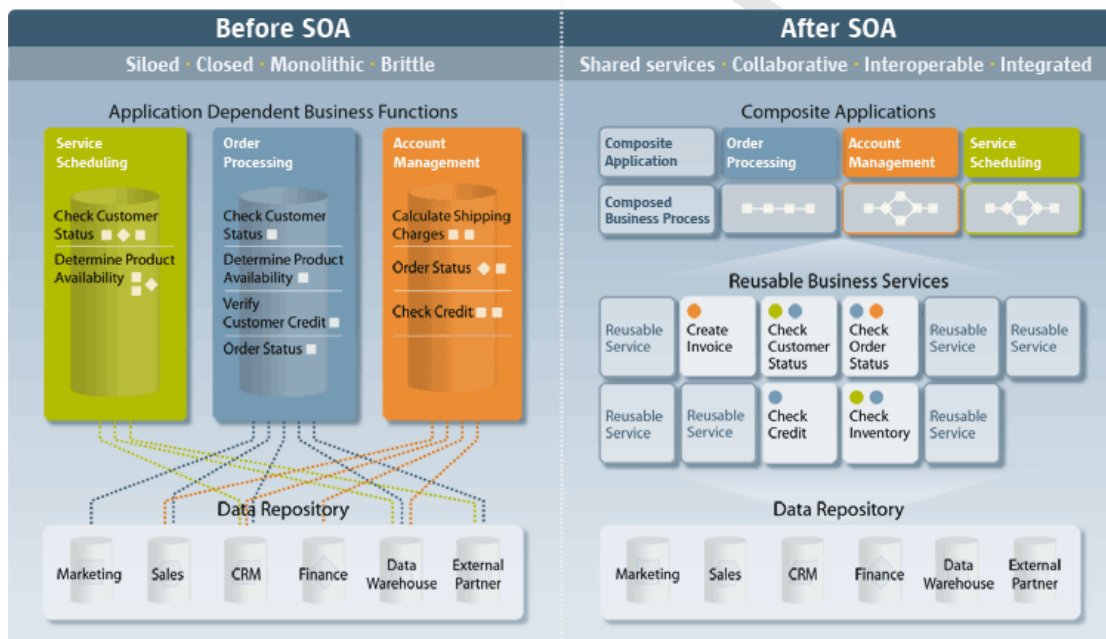 Before SOA
Siloed · Closed · Monolithic · Brittle
Application Dependent Business Functions
Service
Scheduling
Check Customer
Status
Determine Product
Availability
Order
Processing
Check Customer
Status
Determine Product
Availability
Verify
Customer Credit
Order Status
Account
Management
Calculate Shipping
Charges
Order Status
Check Credit
Data Repository
Marketing
Sales
CRM
Finance
Data
Warehouse
External
Partner
After SOA
Shared services · Collaborative · Interoperable · Integrated
Composite Applications
Composite
Application
Order
Processing
Account
Management
Service
Scheduling
Composed
Business Process
Reusable Business Services
Reusable
Service
Create
Invoice
Check
Customer
Status
Check
Order
Status
Reusable
Service
Reusable
Service
Reusable
Service
Reusable
Service
Check
Credit
Check
Inventory
Reusable
Service
Data Repository
Marketing
Sales
CRM
Finance
Data
Warehouse
External
Partner